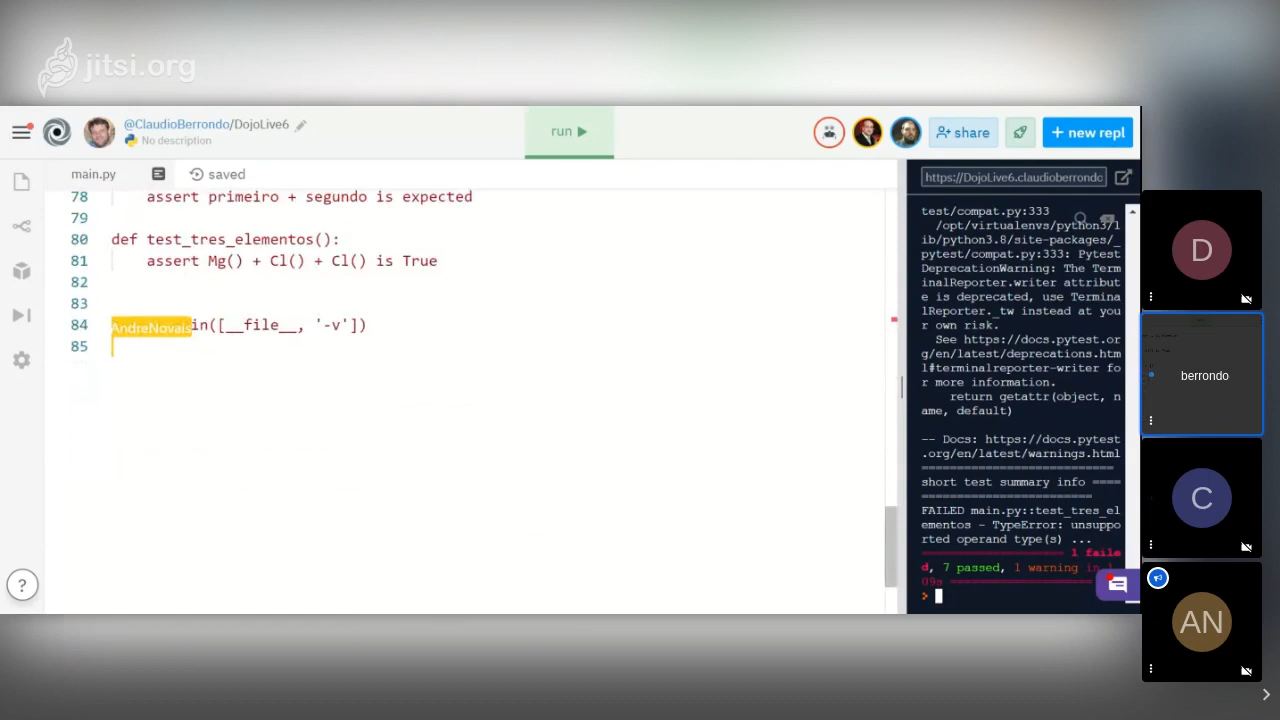 jitsi.org
@ClaudioBerrondo/DojoLive6
No description
run
share
+ new repl
main.py
saved
https://DojoLive6.claudioberrondo
78 assert primeiro + segundo is expected
79
80 def test_tres_elementos():
81 assert Mg() + Cl() + Cl() is True
82
83
84 AndreNovais in([__file__, '-v'])
85
test/compat.py:333
/opt/virtualenvs/python3/l
ib/python3.8/site-packages/_
pytest/compat.py:333: Pytest
DeprecationWarning: The Term
inalReporter.writer attribut
e is deprecated, use Termina
lReporter._tw instead at you
r own risk.
See https://docs.pytest.or
g/en/latest/deprecations.htm
l#terminalreporter-writer fo
r more information.
return getattr(object, n
ame, default)
-- Docs: https://docs.pytest
.org/en/latest/warnings.html
===========================
short test summary info ====
========================
FAILED main.py::test_tres_el
ementos - TypeError: unsuppo
rted operand type(s) ...
==================== 1 faile
d, 7 passed, 1 warning in 1
09s ====================
?
D
berrondo
C
AN